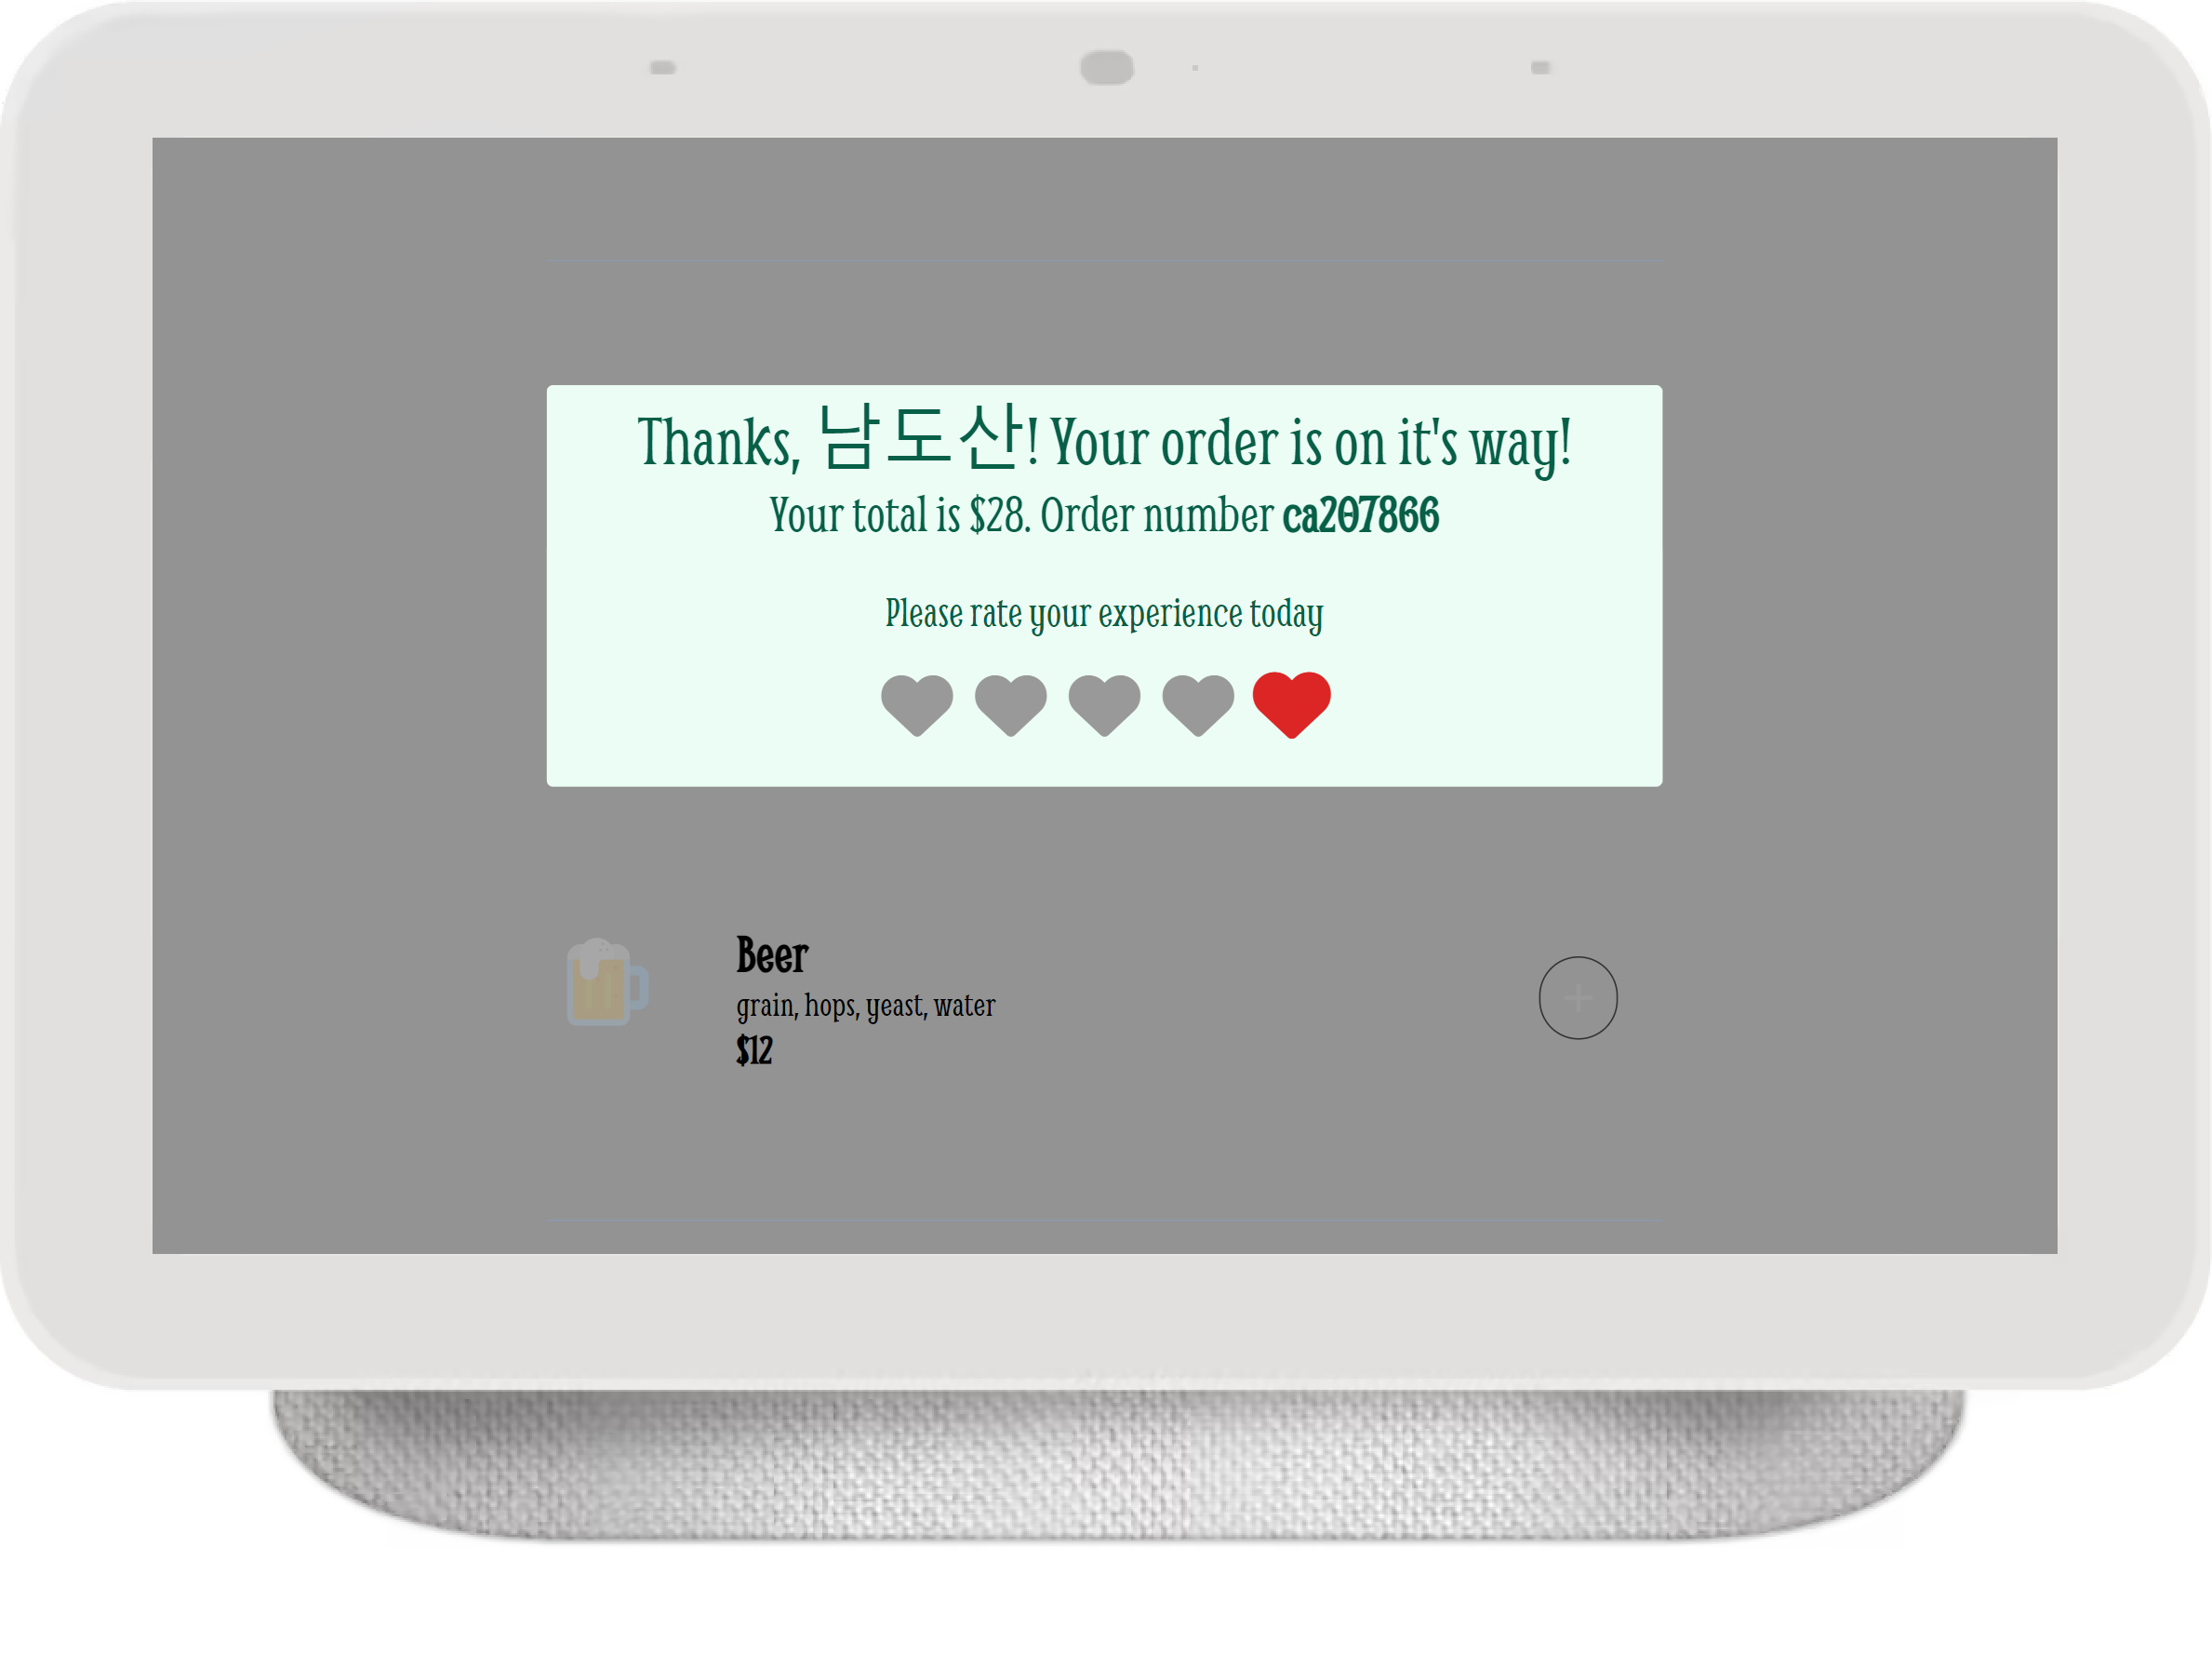 Thanks, 남도산! Your order is on it's way!
Your total is $28. Order number ca207866
Please rate your experience today
Beer
grain, hops, yeast, water
$12
+